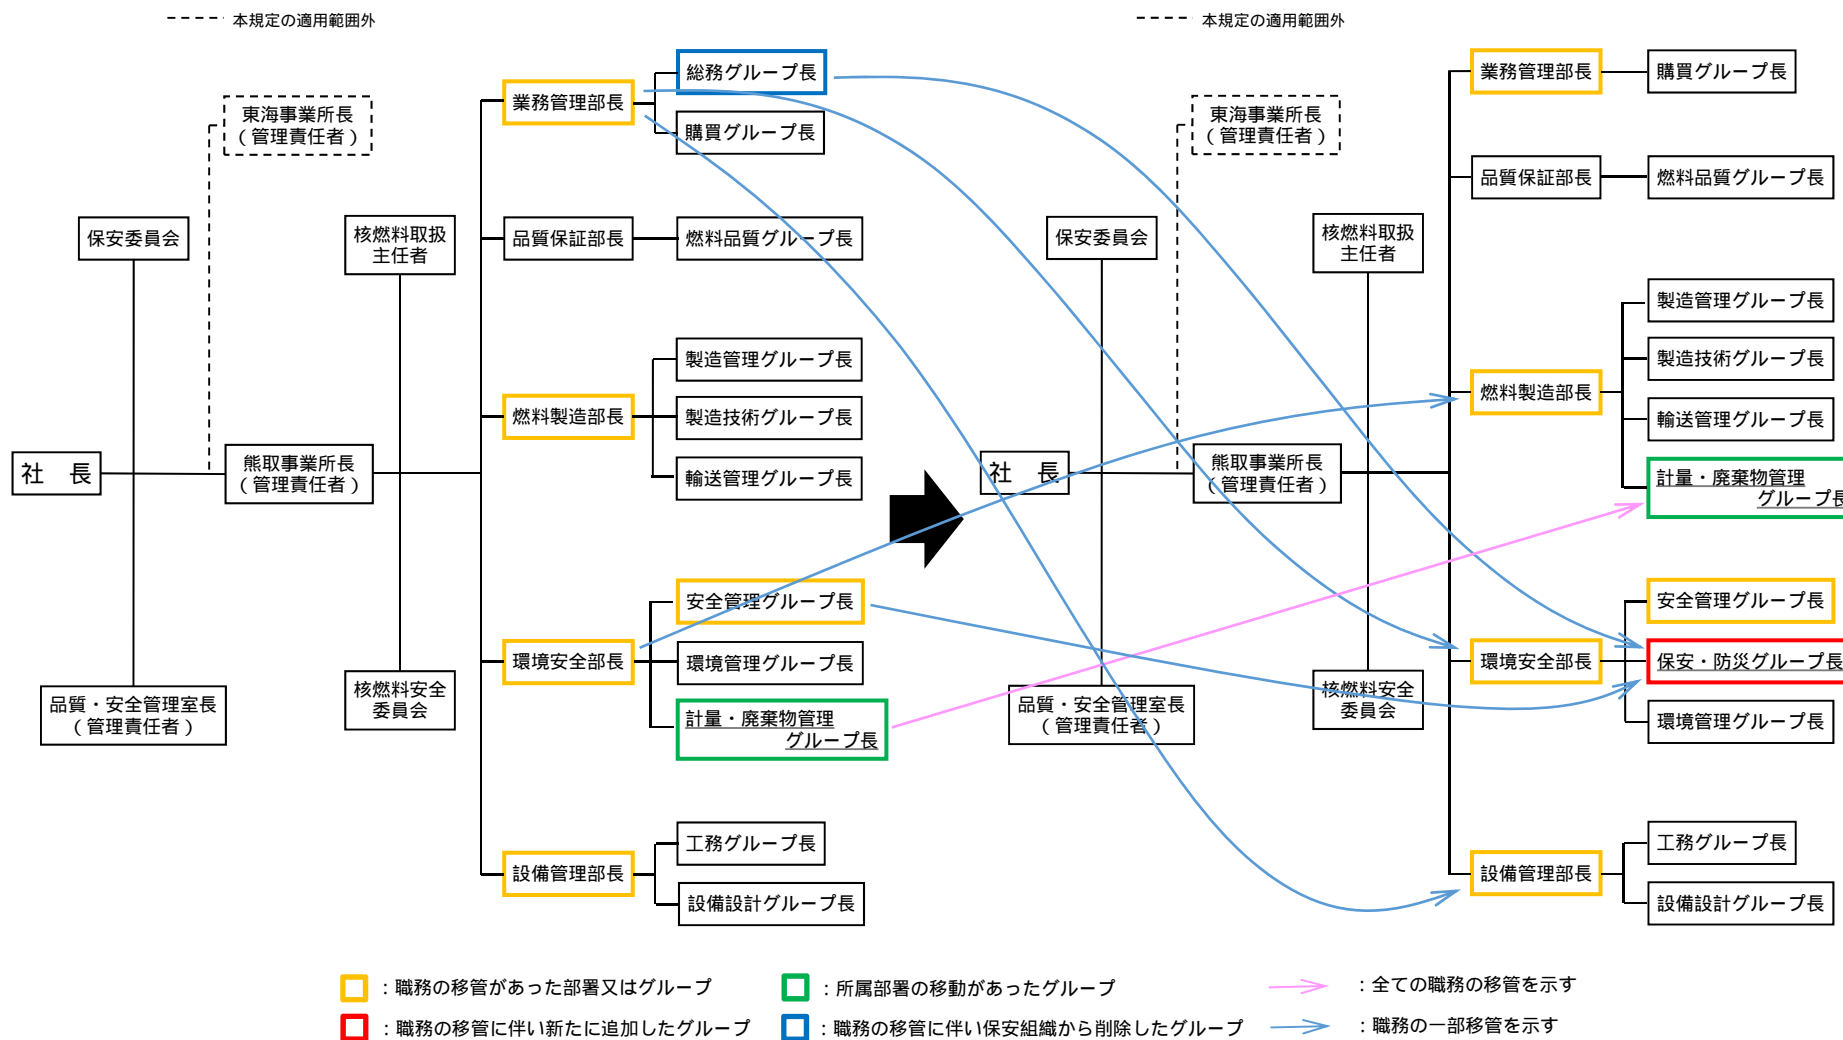 本規定の適用範囲外
東海事業所長
（管理責任者）
保安委員会
核燃料取扱
主任者
社　長
熊取事業所長
（管理責任者）
品質・安全管理室長
（管理責任者）
核燃料安全
委員会
業務管理部長
総務グループ長
購買グループ長
品質保証部長
燃料品質グループ長
燃料製造部長
製造管理グループ長
製造技術グループ長
輸送管理グループ長
環境安全部長
安全管理グループ長
環境管理グループ長
計量・廃棄物管理
グループ長
設備管理部長
工務グループ長
設備設計グループ長
本規定の適用範囲外
東海事業所長
（管理責任者）
保安委員会
核燃料取扱
主任者
社　長
熊取事業所長
（管理責任者）
品質・安全管理室長
（管理責任者）
核燃料安全
委員会
業務管理部長
購買グループ長
品質保証部長
燃料品質グループ長
燃料製造部長
製造管理グループ長
製造技術グループ長
輸送管理グループ長
計量・廃棄物管理
グループ長
環境安全部長
安全管理グループ長
保安・防災グループ長
環境管理グループ長
設備管理部長
工務グループ長
設備設計グループ長
：職務の移管があった部署又はグループ
：所属部署の移動があったグループ
：全ての職務の移管を示す
：職務の移管に伴い新たに追加したグループ
：職務の移管に伴い保安組織から削除したグループ
：職務の一部移管を示す